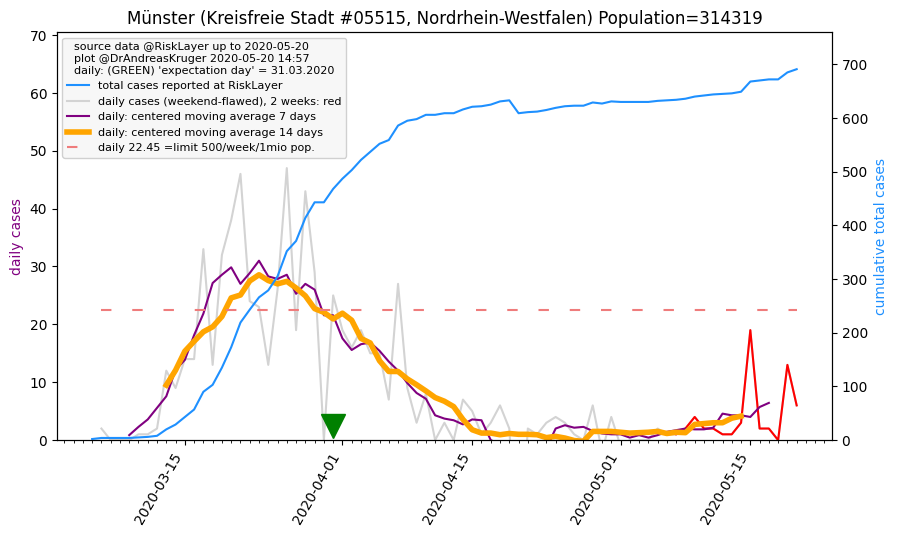 Münster (Kreisfreie Stadt #05515, Nordrhein-Westfalen) Population=314319
source data @RiskLayer up to 2020-05-20
plot @DrAndreasKruger 2020-05-20 14:57
daily: (GREEN) 'expectation day' = 31.03.2020
total cases reported at RiskLayer
daily cases (weekend-flawed), 2 weeks: red
daily: centered moving average 7 days
daily: centered moving average 14 days
daily 22.45 =limit 500/week/1mio pop.
daily cases
70
60
50
40
30
20
10
0
700
600
500
400
300
200
100
0
cumulative total cases
2020-03-15
2020-04-01
2020-04-15
2020-05-01
2020-05-15